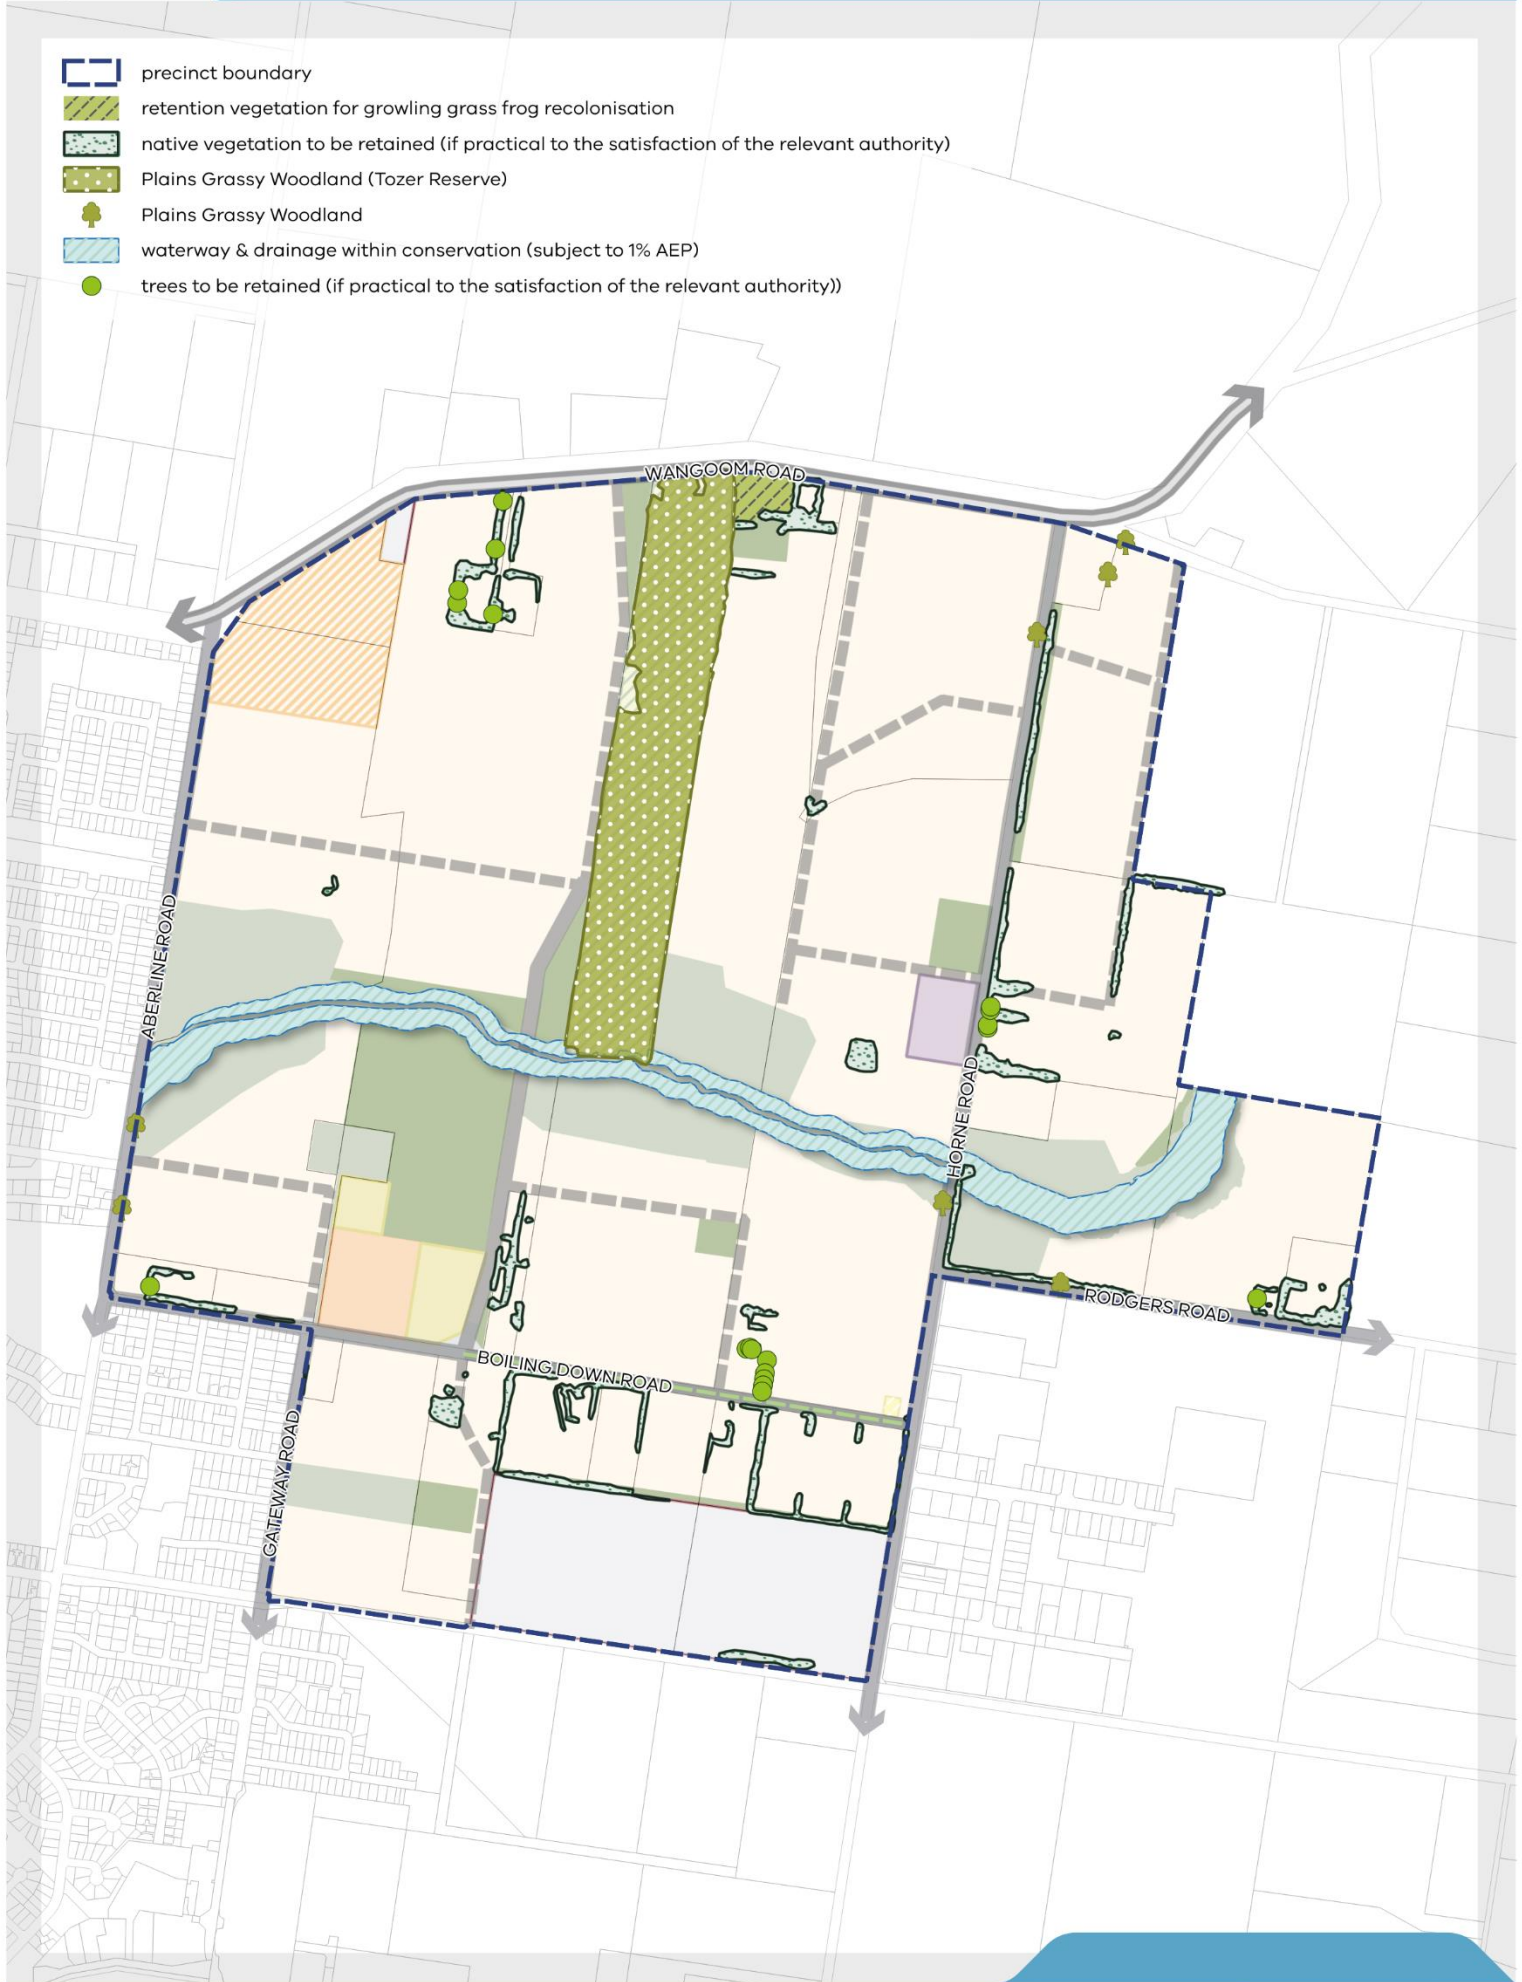 precinct boundary
retention vegetation for growling grass frog recolonisation
native vegetation to be retained (if practical to the satisfaction of the relevant authority)
Plains Grassy Woodland (Tozer Reserve)
Plains Grassy Woodland
waterway & drainage within conservation (subject to 1% AEP)
trees to be retained (if practical to the satisfaction of the relevant authority))
WANGOOM ROAD
ABERLINE ROAD
HORNE ROAD
RODGERS ROAD
BOILING DOWN ROAD
GATEWAY ROAD